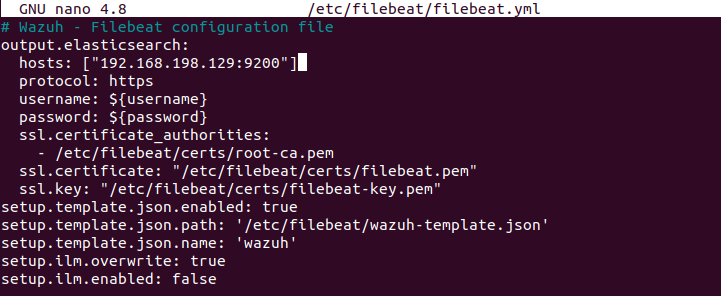 GNU nano 4.8 /etc/filebeat/filebeat.yml
# Wazuh - Filebeat configuration file
output.elasticsearch:
  hosts: ["192.168.198.129:9200"]
  protocol: https
  username: ${username}
  password: ${password}
  ssl.certificate_authorities:
    - /etc/filebeat/certs/root-ca.pem
  ssl.certificate: "/etc/filebeat/certs/filebeat.pem"
  ssl.key: "/etc/filebeat/certs/filebeat-key.pem"
setup.template.json.enabled: true
setup.template.json.path: '/etc/filebeat/wazuh-template.json'
setup.template.json.name: 'wazuh'
setup.ilm.overwrite: true
setup.ilm.enabled: false